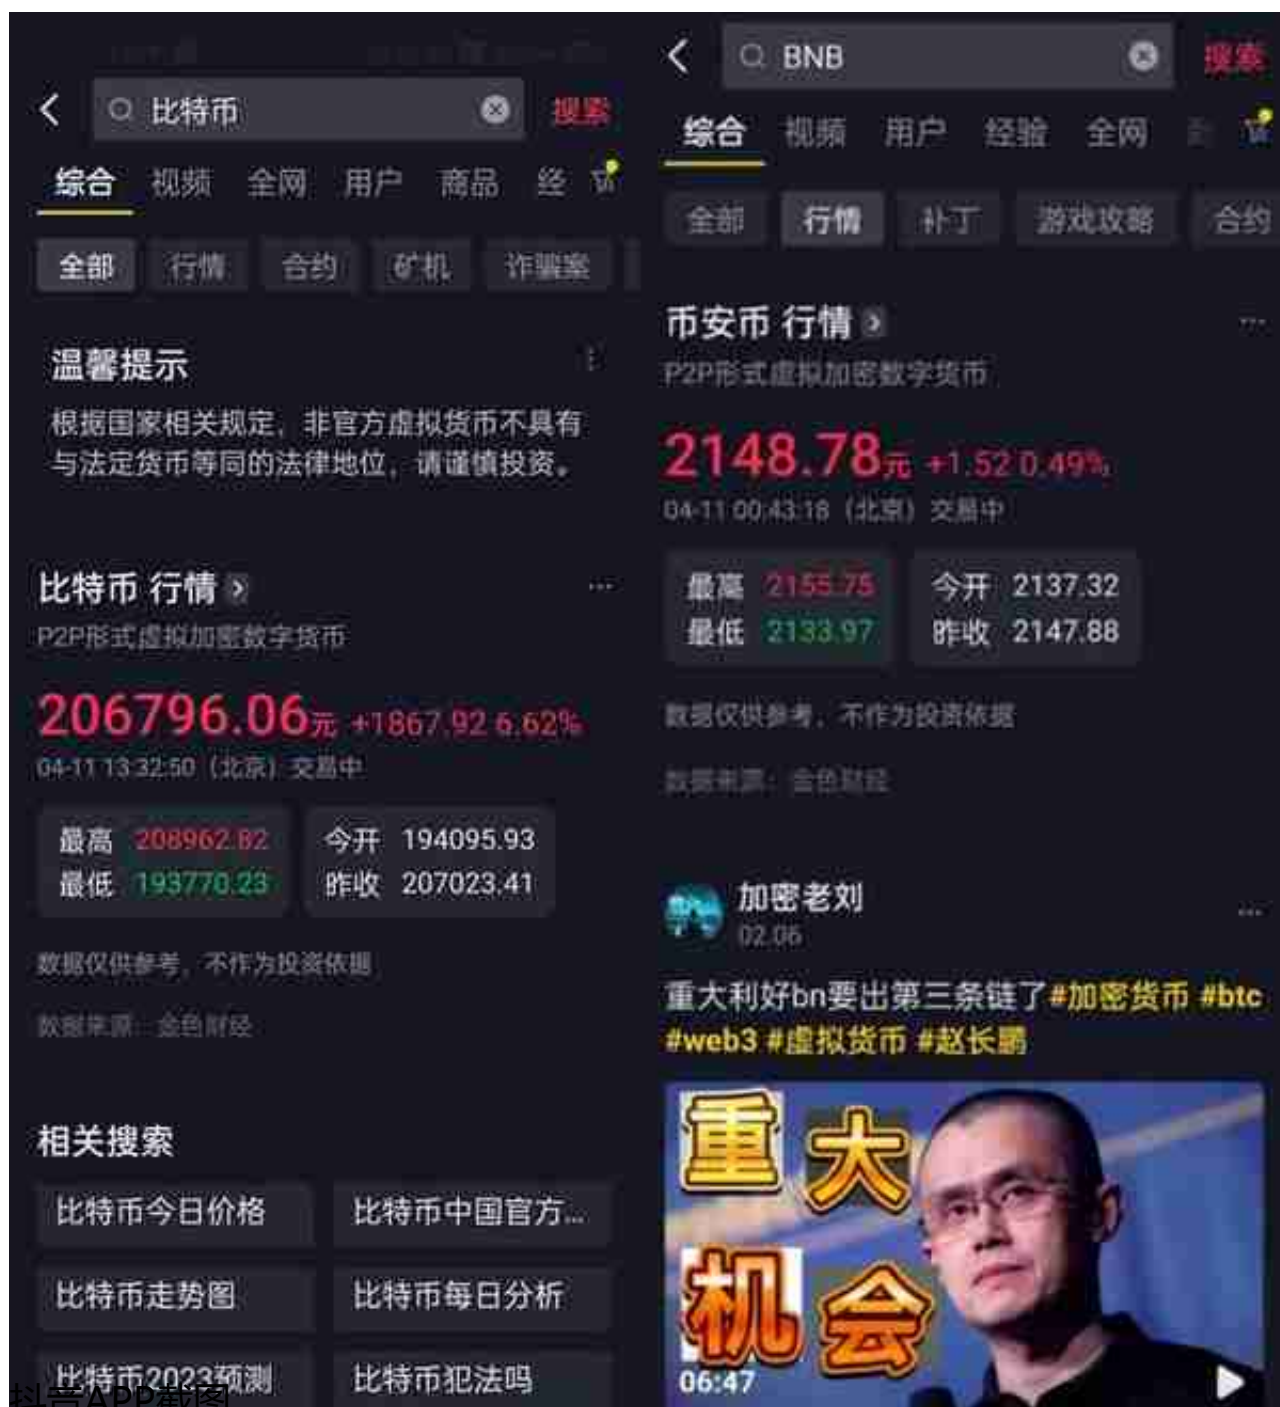 比特币
搜索
综合 视频 全网 用户 商品 经
全部 行情 合约 矿机 诈骗案
温馨提示
根据国家相关规定，非官方虚拟货币不具有
与法定货币等同的法律地位，请谨慎投资。
比特币 行情
P2P形式虚拟加密数字货币
206796.06元 +1867.92 6.62%
04-11 13:32:50（北京）交易中
最高 208962.82 今开 194095.93
最低 193770.23 昨收 207023.41
数据仅供参考，不作为投资依据
数据来源：金色财经
相关搜索
比特币今日价格 比特币中国官方...
比特币走势图 比特币每日分析
比特币2023预测 比特币犯法吗
抖音APP截图
BNB
搜索
综合 视频 用户 经验 全网
全部 行情 补丁 游戏攻略 合约
币安币 行情
P2P形式虚拟加密数字货币
2148.78元 +1.52 0.49%
04-11 00:43:18（北京）交易中
最高 2155.75 今开 2137.32
最低 2133.97 昨收 2147.88
数据仅供参考，不作为投资依据
数据来源：金色财经
加密老刘
02.06
重大利好bn要出第三条链了#加密货币 #btc
#web3 #虚拟货币 #赵长鹏
重大
机会
06:47